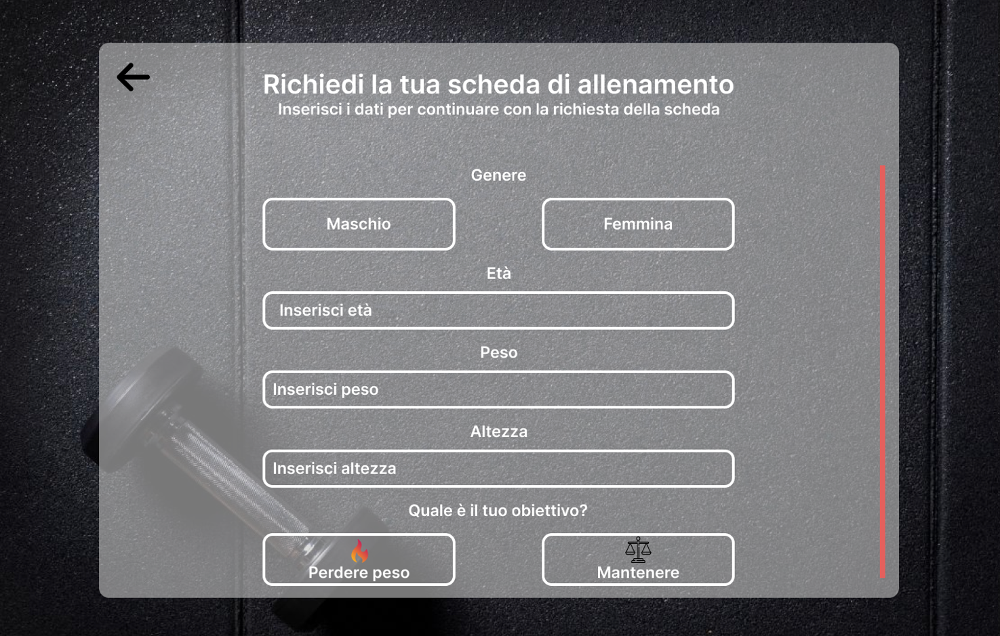 Richiedi la tua scheda di allenamento
Inserisci i dati per continuare con la richiesta della scheda
Genere
Maschio
Femmina
Età
Inserisci età
Peso
Inserisci peso
Altezza
Inserisci altezza
Quale è il tuo obiettivo?
Perdere peso
Mantenere